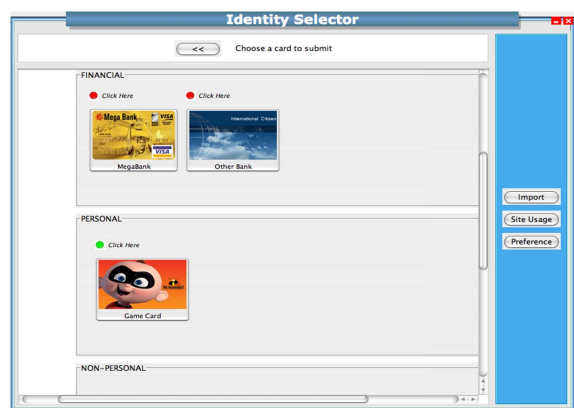 Identity Selector
<<
Choose a card to submit
FINANCIAL
Click Here
Click Here
Mega Bank
VISA
VISA
International Citizen
MegaBank
Other Bank
PERSONAL
Click Here
Game Card
NON-PERSONAL
Import
Site Usage
Preference